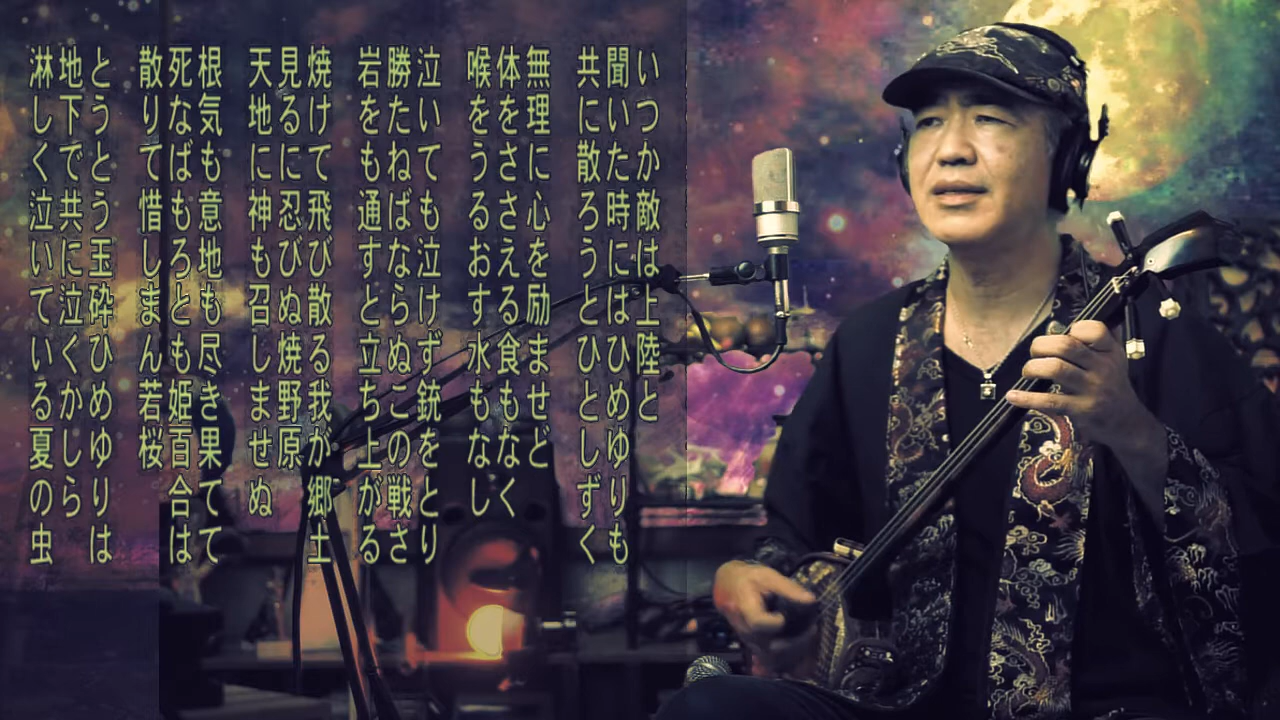 いつか敵は上陸と
聞いた時にはひめゆりも
共に散ろうとひとしずく
無理に心を励ませど
体をささえる食もなく
喉をうるおす水もなし
泣いても泣けず銃をとり
勝たねばならぬこの戦さ
岩をも通すと立ち上がる
焼けて飛び散る我が郷土
見るに忍びぬ焼野原
天地に神も召しませぬ
根気も意地も尽き果てて
死なばもろとも姫百合は
散りて惜しまん若桜
とうとう玉砕ひめゆりは
地下で共に泣くかしら
淋しく泣いている夏の虫